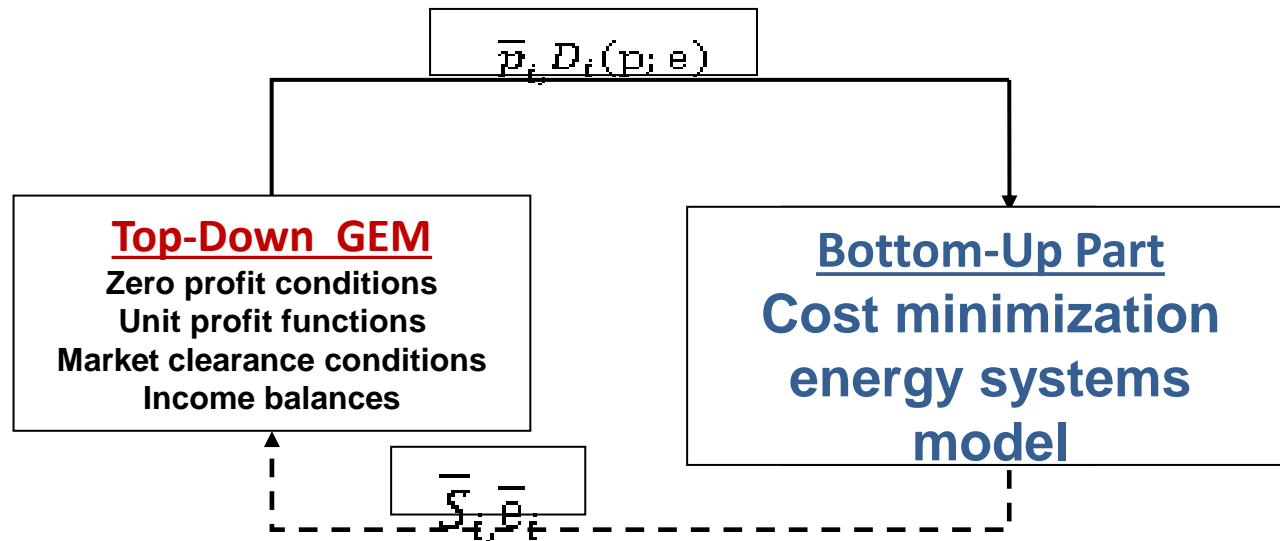 p̅ᵢ, Dᵢ(p; e)
Top-Down GEM
Zero profit conditions
Unit profit functions
Market clearance conditions
Income balances
Bottom-Up Part
Cost minimization
energy systems
model
S̅ᵢ, e̅ᵢ